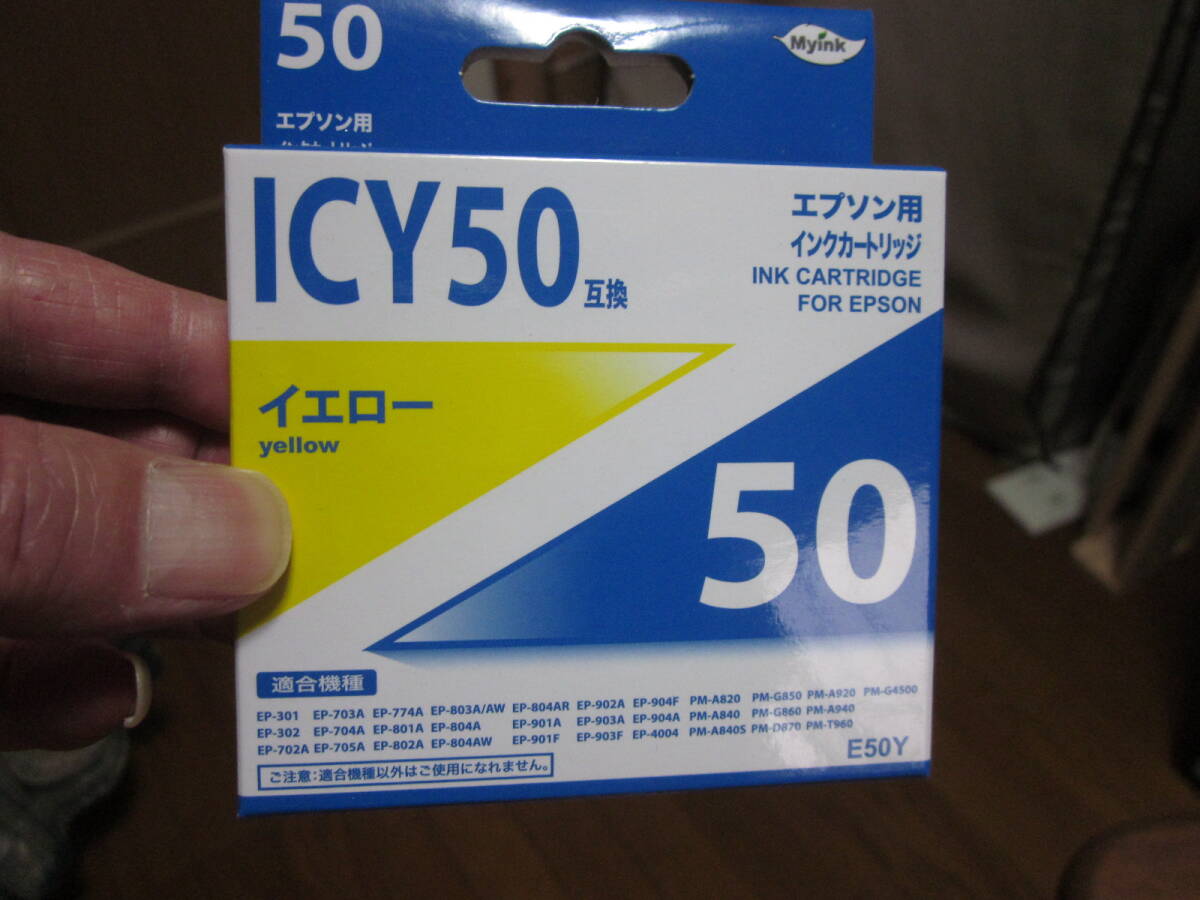 50
Myink
エプソン用
ICY50互換
エプソン用
インクカートリッジ
INK CARTRIDGE
FOR EPSON
イエロー
yellow
50
適合機種
EP-301 EP-703A EP-774A EP-803A/AW EP-804AR EP-902A EP-904F PM-A820 PM-G850 PM-A920 PM-G4500
EP-302 EP-704A EP-801A EP-804A EP-901A EP-903A EP-904A PM-A840 PM-G860 PM-A940
EP-702A EP-705A EP-802A EP-804AW EP-901F EP-903F EP-4004 PM-A840S PM-D870 PM-T960
E50Y
ご注意:適合機種以外はご使用になれません。